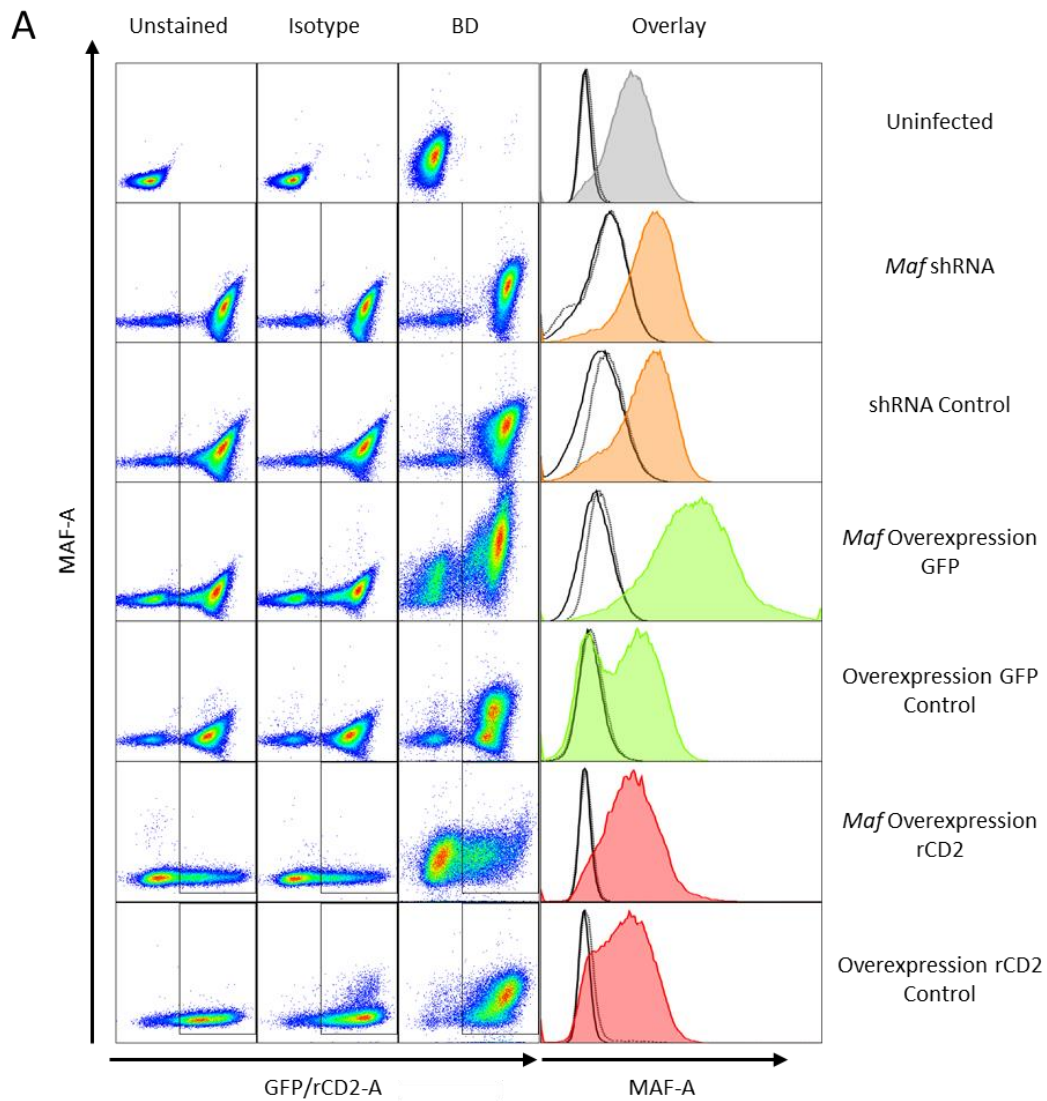 A
Unstained
Isotype
BD
Overlay
Uninfected
Maf shRNA
shRNA Control
Maf Overexpression
GFP
Overexpression GFP
Control
Maf Overexpression
rCD2
Overexpression rCD2
Control
MAF-A
GFP/rCD2-A
MAF-A